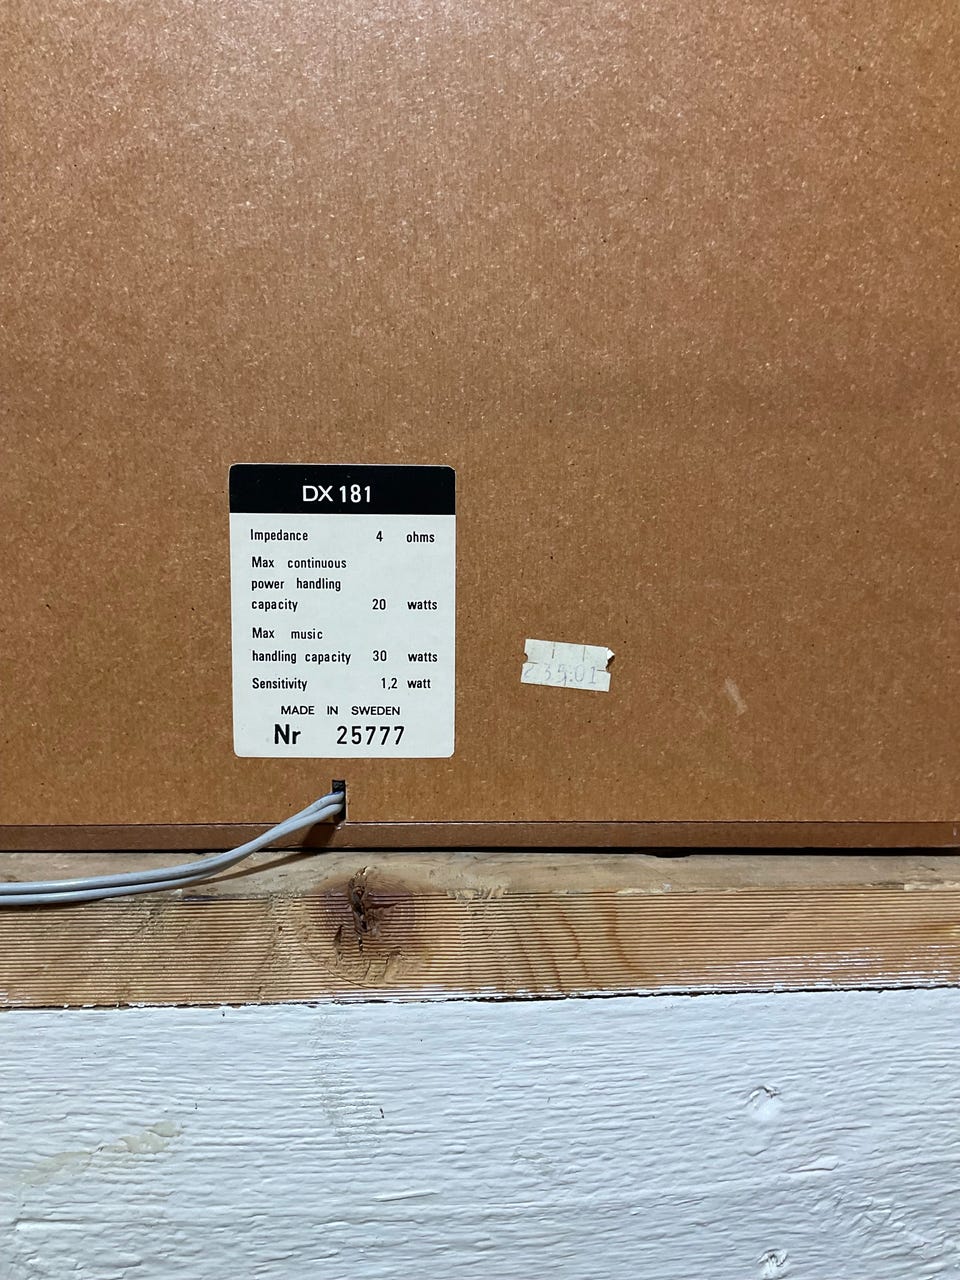 DX 181
Impedance 4 ohms
Max continuous
power handling
capacity 20 watts
Max music
handling capacity 30 watts
Sensitivity 1,2 watt
MADE IN SWEDEN
Nr 25777